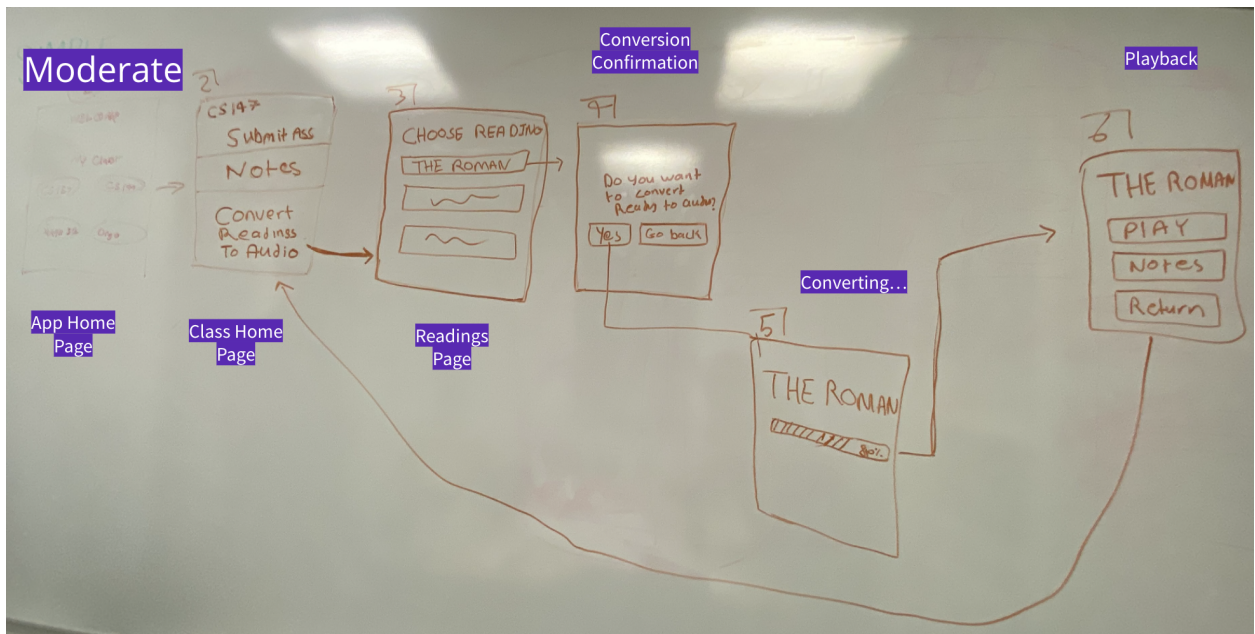 Moderate
App Home
Page
2
CS147
Submit Ass
Notes
Convert
Readings
To Audio
Class Home
Page
3
CHOOSE READING
THE ROMAN
Readings
Page
Conversion
Confirmation
4
Do you want
to convert
to audio?
Yes
Go back
Converting...
5
THE ROMAN
80%
Playback
6
THE ROMAN
PLAY
Notes
Return